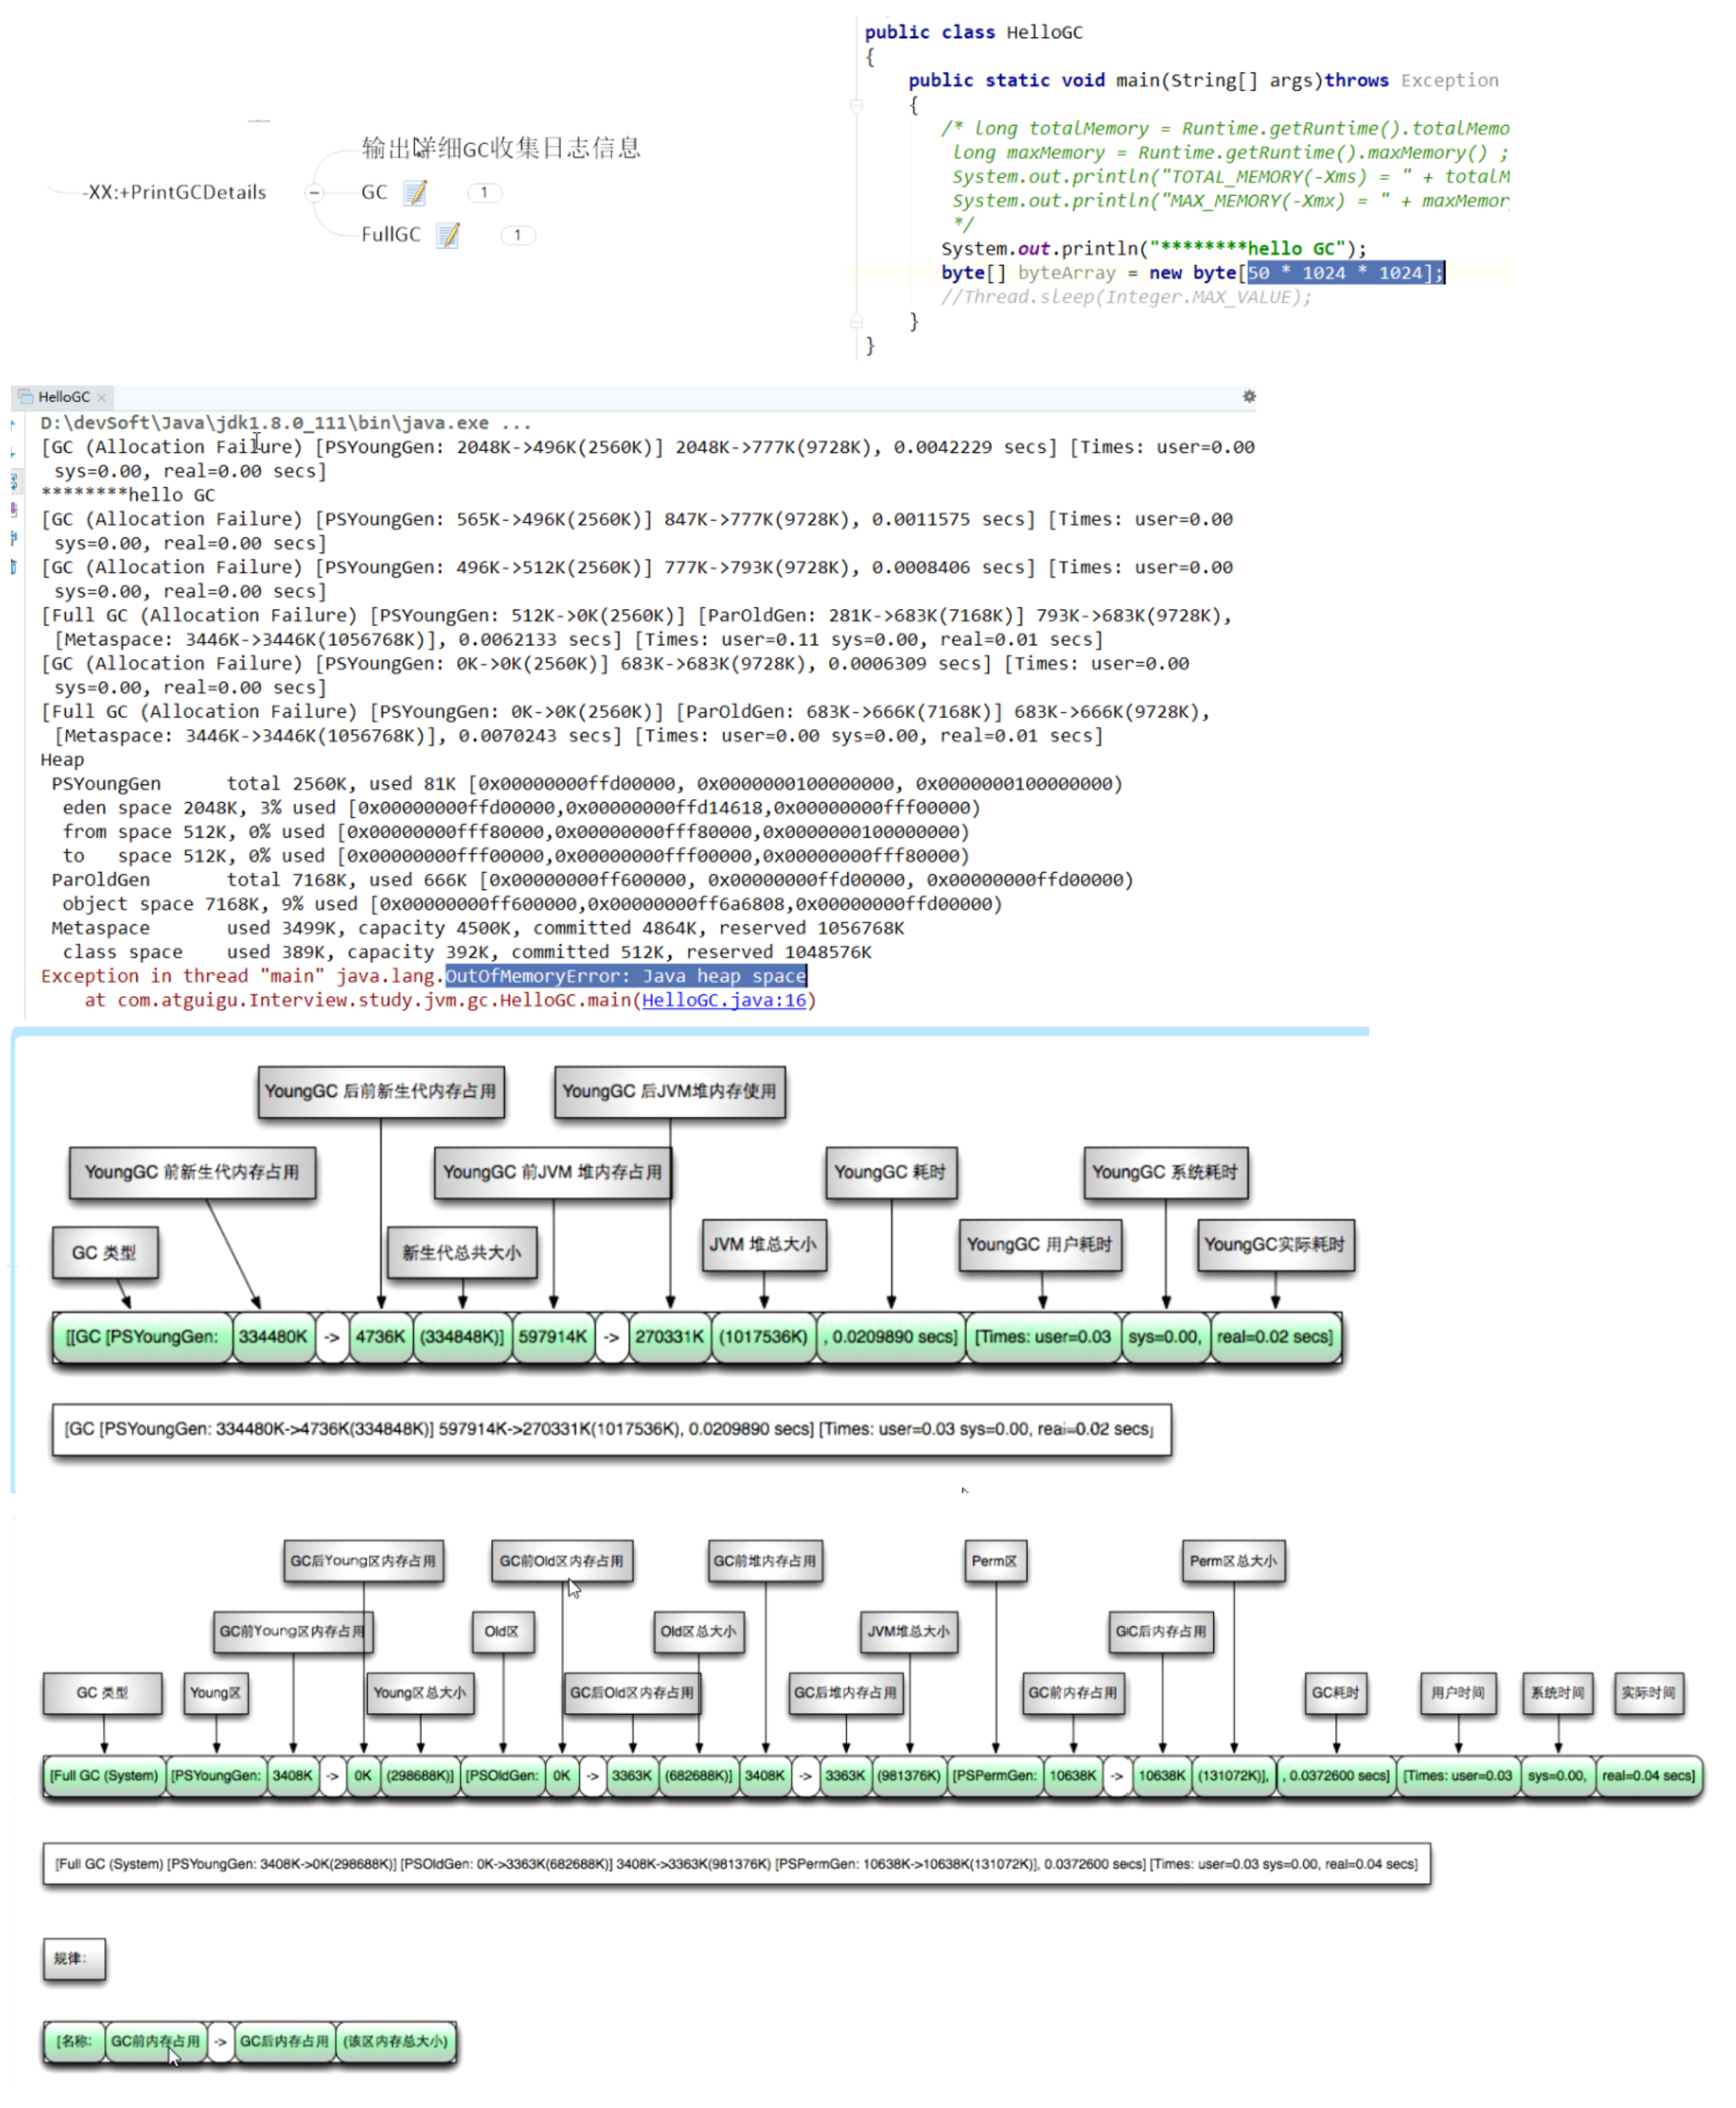 -XX:+PrintGCDetails
输出详细GC收集日志信息
GC
1
FullGC
1
public class HelloGC
{
public static void main(String[] args)throws Exception
{
/* long totalMemory = Runtime.getRuntime().totalMemo
long maxMemory = Runtime.getRuntime().maxMemory() ;
System.out.println("TOTAL_MEMORY(-Xms) = " + totalM
System.out.println("MAX_MEMORY(-Xmx) = " + maxMemor
*/
System.out.println("********hello GC");
byte[] byteArray = new byte[50 * 1024 * 1024];
//Thread.sleep(Integer.MAX_VALUE);
}
}
HelloGC
D:\devSoft\Java\jdk1.8.0_111\bin\java.exe ...
[GC (Allocation Failure) [PSYoungGen: 2048K->496K(2560K)] 2048K->777K(9728K), 0.0042229 secs] [Times: user=0.00
sys=0.00, real=0.00 secs]
********hello GC
[GC (Allocation Failure) [PSYoungGen: 565K->496K(2560K)] 847K->777K(9728K), 0.0011575 secs] [Times: user=0.00
sys=0.00, real=0.00 secs]
[GC (Allocation Failure) [PSYoungGen: 496K->512K(2560K)] 777K->793K(9728K), 0.0008406 secs] [Times: user=0.00
sys=0.00, real=0.00 secs]
[Full GC (Allocation Failure) [PSYoungGen: 512K->0K(2560K)] [ParOldGen: 281K->683K(7168K)] 793K->683K(9728K),
[Metaspace: 3446K->3446K(1056768K)], 0.0062133 secs] [Times: user=0.11 sys=0.00, real=0.01 secs]
[GC (Allocation Failure) [PSYoungGen: 0K->0K(2560K)] 683K->683K(9728K), 0.0006309 secs] [Times: user=0.00
sys=0.00, real=0.00 secs]
[Full GC (Allocation Failure) [PSYoungGen: 0K->0K(2560K)] [ParOldGen: 683K->666K(7168K)] 683K->666K(9728K),
[Metaspace: 3446K->3446K(1056768K)], 0.0070243 secs] [Times: user=0.00 sys=0.00, real=0.01 secs]
Heap
PSYoungGen total 2560K, used 81K [0x00000000ffd00000, 0x0000000100000000, 0x0000000100000000)
eden space 2048K, 3% used [0x00000000ffd00000,0x00000000ffd14618,0x00000000fff00000)
from space 512K, 0% used [0x00000000fff80000,0x00000000fff80000,0x0000000100000000)
to space 512K, 0% used [0x00000000fff00000,0x00000000fff00000,0x00000000fff80000)
ParOldGen total 7168K, used 666K [0x00000000ff600000, 0x00000000ffd00000, 0x00000000ffd00000)
object space 7168K, 9% used [0x00000000ff600000,0x00000000ff6a6808,0x00000000ffd00000)
Metaspace used 3499K, capacity 4500K, committed 4864K, reserved 1056768K
class space used 389K, capacity 392K, committed 512K, reserved 1048576K
Exception in thread "main" java.lang.OutOfMemoryError: Java heap space
at com.atguigu.Interview.study.jvm.gc.HelloGC.main(HelloGC.java:16)
YoungGC 后前新生代内存占用
YoungGC 后JVM堆内存使用
YoungGC 前新生代内存占用
YoungGC 前JVM 堆内存占用
YoungGC 耗时
YoungGC 系统耗时
GC 类型
新生代总共大小
JVM 堆总大小
YoungGC 用户耗时
YoungGC实际耗时
[[GC [PSYoungGen: 334480K -> 4736K (334848K)] 597914K -> 270331K (1017536K) , 0.0209890 secs] [Times: user=0.03 sys=0.00, real=0.02 secs]
[GC [PSYoungGen: 334480K->4736K(334848K)] 597914K->270331K(1017536K), 0.0209890 secs] [Times: user=0.03 sys=0.00, real=0.02 secs]
GC后Young区内存占用
GC前Old区内存占用
GC前堆内存占用
Perm区
Perm区总大小
GC前Young区内存占用
Old区
Old区总大小
JVM堆总大小
GC后内存占用
GC 类型
Young区
Young区总大小
GC后Old区内存占用
GC后堆内存占用
GC前内存占用
GC耗时
用户时间
系统时间
实际时间
[Full GC (System) [PSYoungGen: 3408K -> 0K (298688K)] [PSOldGen: 0K -> 3363K (682688K)] 3408K -> 3363K (981376K) [PSPermGen: 10638K -> 10638K (131072K)], , 0.0372600 secs] [Times: user=0.03 sys=0.00, real=0.04 secs]
[Full GC (System) [PSYoungGen: 3408K->0K(298688K)] [PSOldGen: 0K->3363K(682688K)] 3408K->3363K(981376K) [PSPermGen: 10638K->10638K(131072K)], 0.0372600 secs] [Times: user=0.03 sys=0.00, real=0.04 secs]
规律:
[名称: GC前内存占用 -> GC后内存占用 (该区内存总大小)